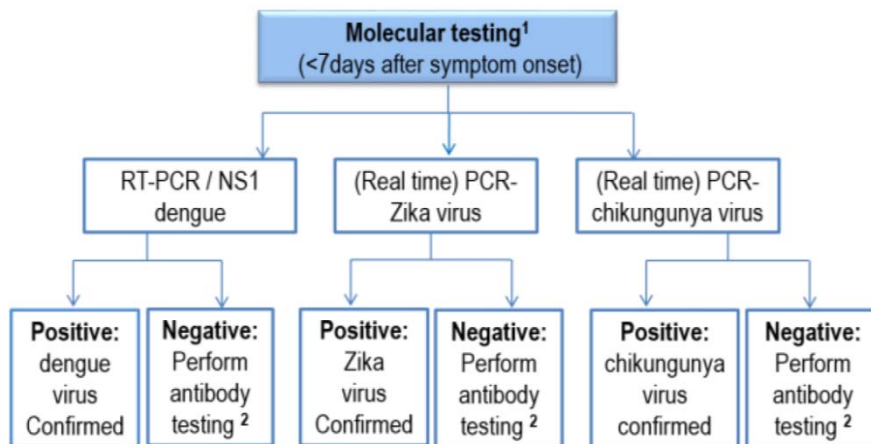 Molecular testing¹
(<7days after symptom onset)
RT-PCR / NS1
dengue
(Real time) PCR-
Zika virus
(Real time) PCR-
chikungunya virus
Positive:
dengue
virus
Confirmed
Negative:
Perform
antibody
testing ²
Positive:
Zika
virus
Confirmed
Negative:
Perform
antibody
testing ²
Positive:
chikungunya
virus
confirmed
Negative:
Perform
antibody
testing ²